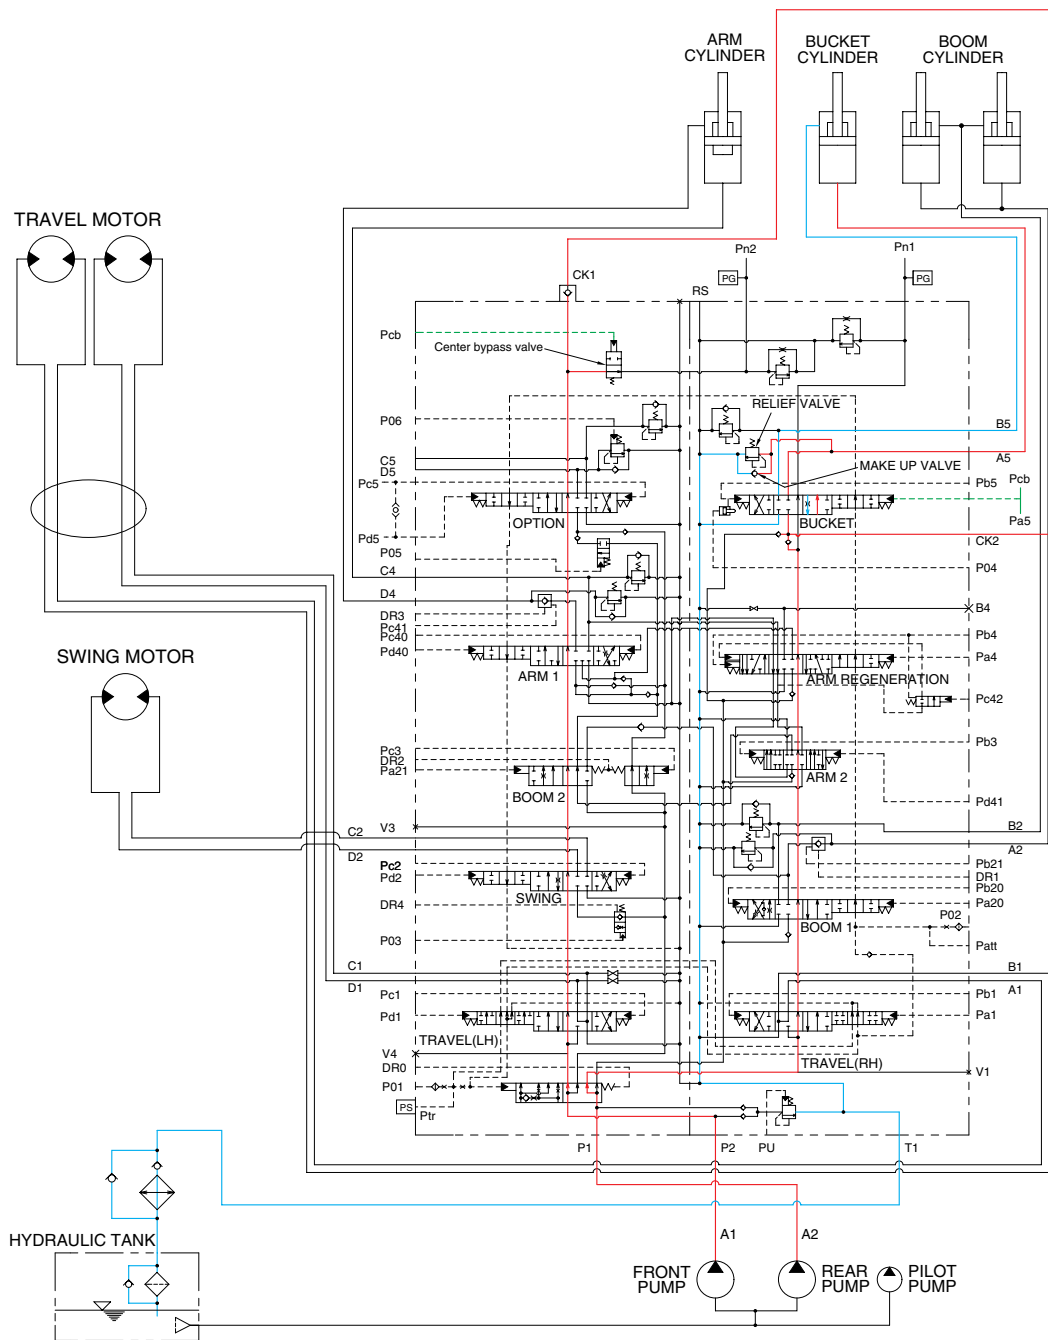 ARM
CYLINDER
BUCKET
CYLINDER
BOOM
CYLINDER
TRAVEL MOTOR
Pn2
Pn1
PG
PG
CK1
RS
Pcb
Center bypass valve
P06
RELIEF VALVE
B5
C5
D5
A5
MAKE UP VALVE
Pc5
Pb5
Pcb
OPTION
BUCKET
Pa5
Pd5
CK2
P05
P04
C4
D4
B4
DR3
Pc41
Pc40
Pb4
Pd40
Pa4
SWING MOTOR
ARM 1
ARM REGENERATION
Pc42
Pc3
Pb3
DR2
Pa21
BOOM 2
ARM 2
Pd41
V3
C2
B2
D2
A2
Pc2
Pb21
Pd2
DR1
SWING
Pb20
DR4
Pa20
BOOM 1
P02
P03
Patt
C1
B1
D1
A1
Pc1
Pb1
Pd1
Pa1
TRAVEL(LH)
TRAVEL(RH)
V4
V1
DR0
P01
PS
Ptr
P1
P2
PU
T1
HYDRAULIC TANK
A1
A2
FRONT
PUMP
REAR
PUMP
PILOT
PUMP